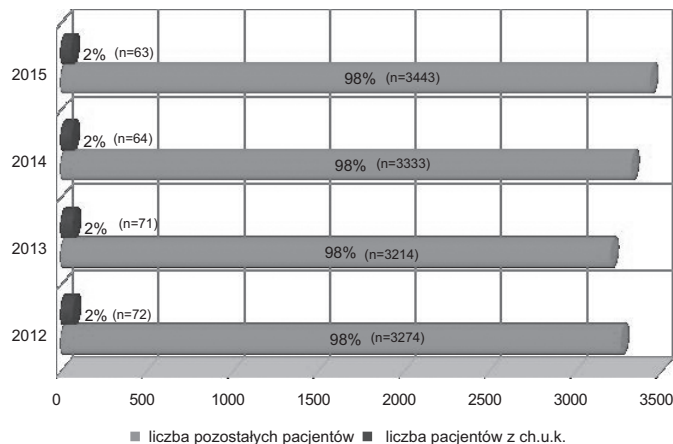 2% (n=63)
2015 98% (n=3443)
2% (n=64)
2014 98% (n=3333)
2% (n=71)
2013 98% (n=3214)
2% (n=72)
2012 98% (n=3274)
0 500 1000 1500 2000 2500 3000 3500
liczba pozostałych pacjentów liczba pacjentów z ch.u.k.